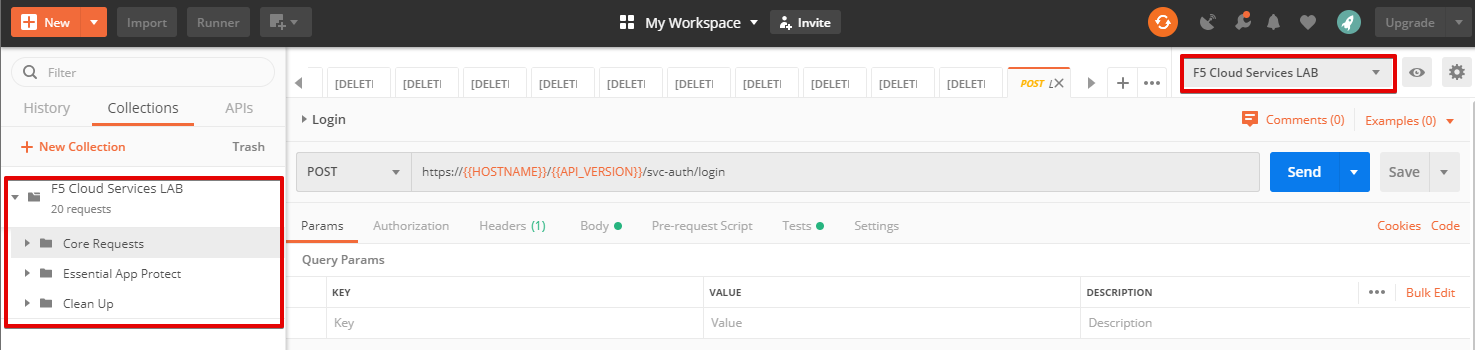 New Import Runner My Workspace Invite Upgrade
Filter
History Collections APIs
+ New Collection Trash
F5 Cloud Services LAB
20 requests
Core Requests
Essential App Protect
Clean Up
[DELETI [DELETI [DELETI [DELETI [DELETI [DELETI [DELETI [DELETI [DELETI [DELETI POST L
F5 Cloud Services LAB
Login Comments (0) Examples (0)
POST https://{{HOSTNAME}}/{{API_VERSION}}/svc-auth/login Send Save
Params Authorization Headers (1) Body Pre-request Script Tests Settings Cookies Code
Query Params
KEY VALUE DESCRIPTION ••• Bulk Edit
Key Value Description